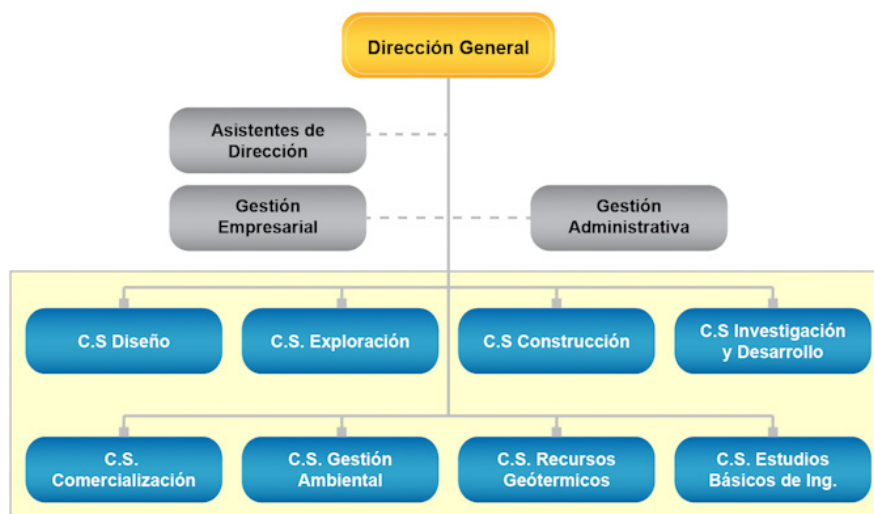 Dirección General
Asistentes de
Dirección
Gestión
Empresarial
Gestión
Administrativa
C.S Diseño
C.S. Exploración
C.S Construcción
C.S Investigación
y Desarrollo
C.S.
Comercialización
C.S. Gestión
Ambiental
C.S. Recursos
Geótermicos
C.S. Estudios
Básicos de Ing.